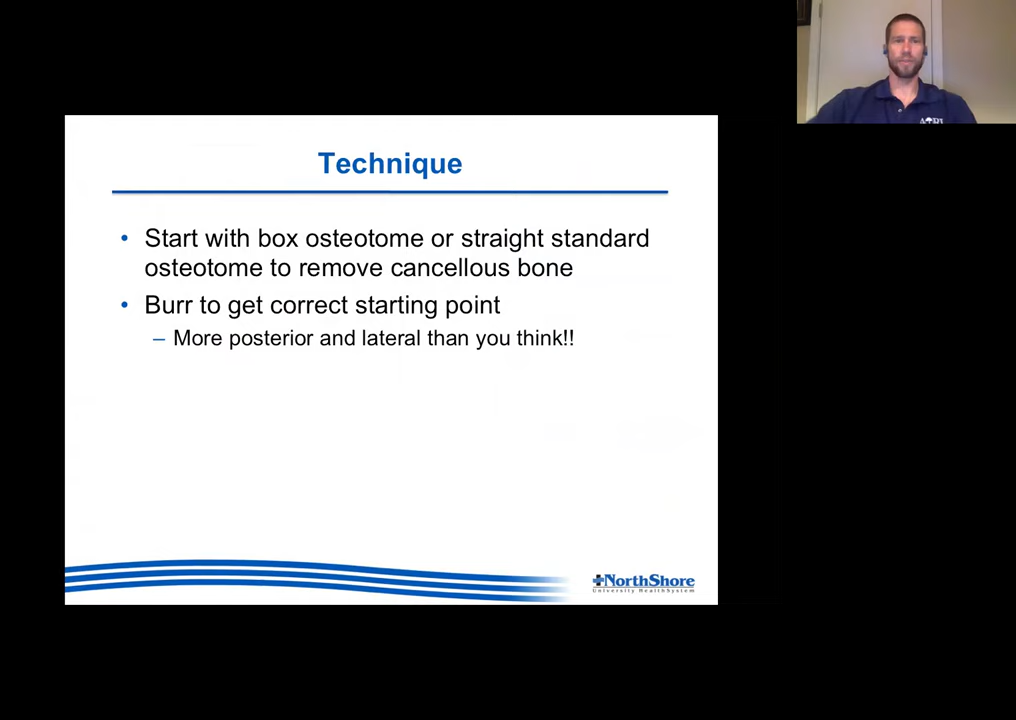 Technique
• Start with box osteotome or straight standard
osteotome to remove cancellous bone
• Burr to get correct starting point
– More posterior and lateral than you think!!
NorthShore
University HealthSystem